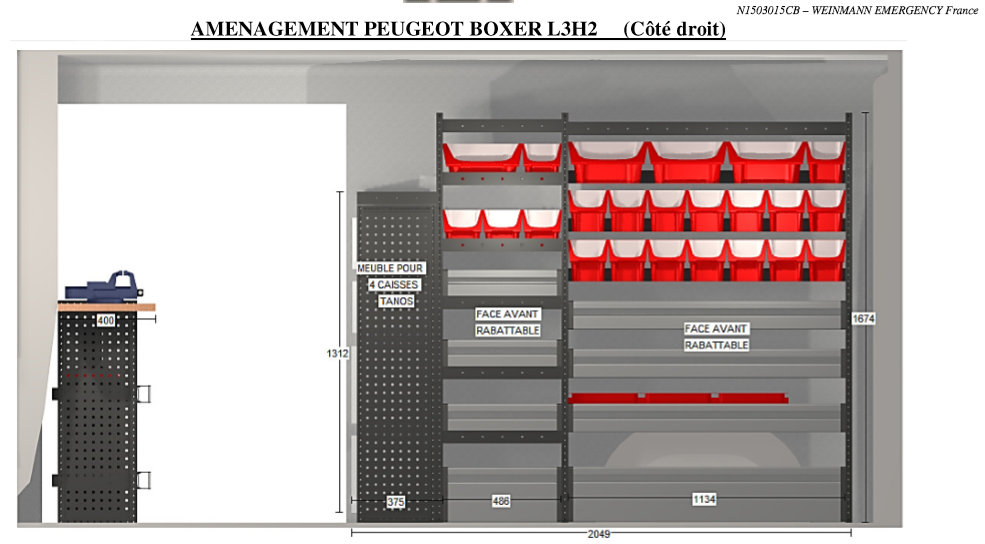 N1503015CB – WEINMANN EMERGENCY France
AMENAGEMENT PEUGEOT BOXER L3H2 (Côté droit)
MEUBLE POUR
4 CAISSES
TANOS
FACE AVANT
RABATTABLE
FACE AVANT
RABATTABLE
400
1312
1674
375
486
1134
2049